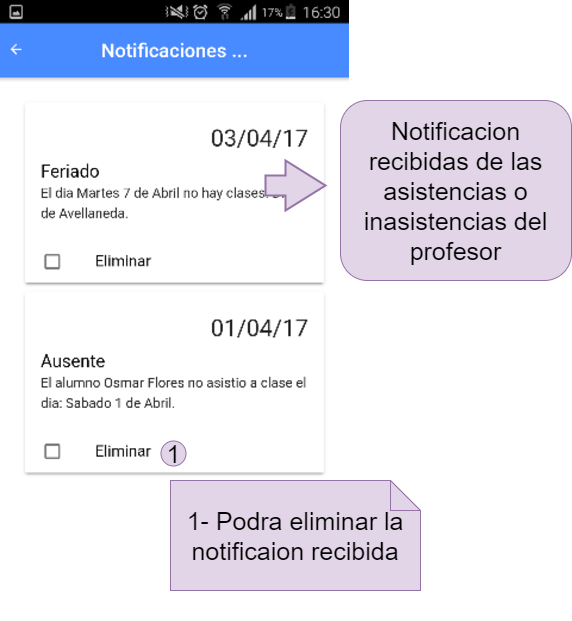 17% 16:30
Notificaciones ...
03/04/17
Feriado
El dia Martes 7 de Abril no hay clases.
de Avellaneda.
Eliminar
Notificacion
recibidas de las
asistencias o
inasistencias del
profesor
01/04/17
Ausente
El alumno Osmar Flores no asistio a clase el
dia: Sabado 1 de Abril.
Eliminar 1
1- Podra eliminar la
notificaion recibida